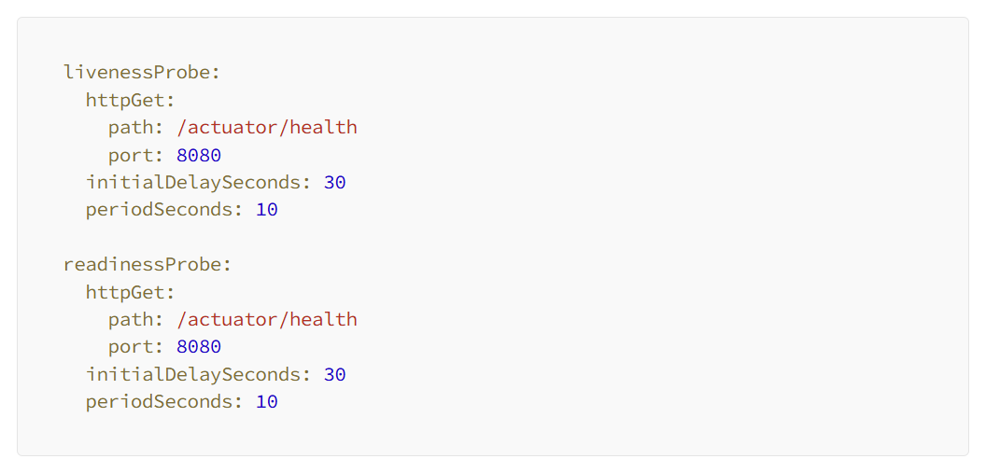 livenessProbe:
  httpGet:
    path: /actuator/health
    port: 8080
  initialDelaySeconds: 30
  periodSeconds: 10

readinessProbe:
  httpGet:
    path: /actuator/health
    port: 8080
  initialDelaySeconds: 30
  periodSeconds: 10